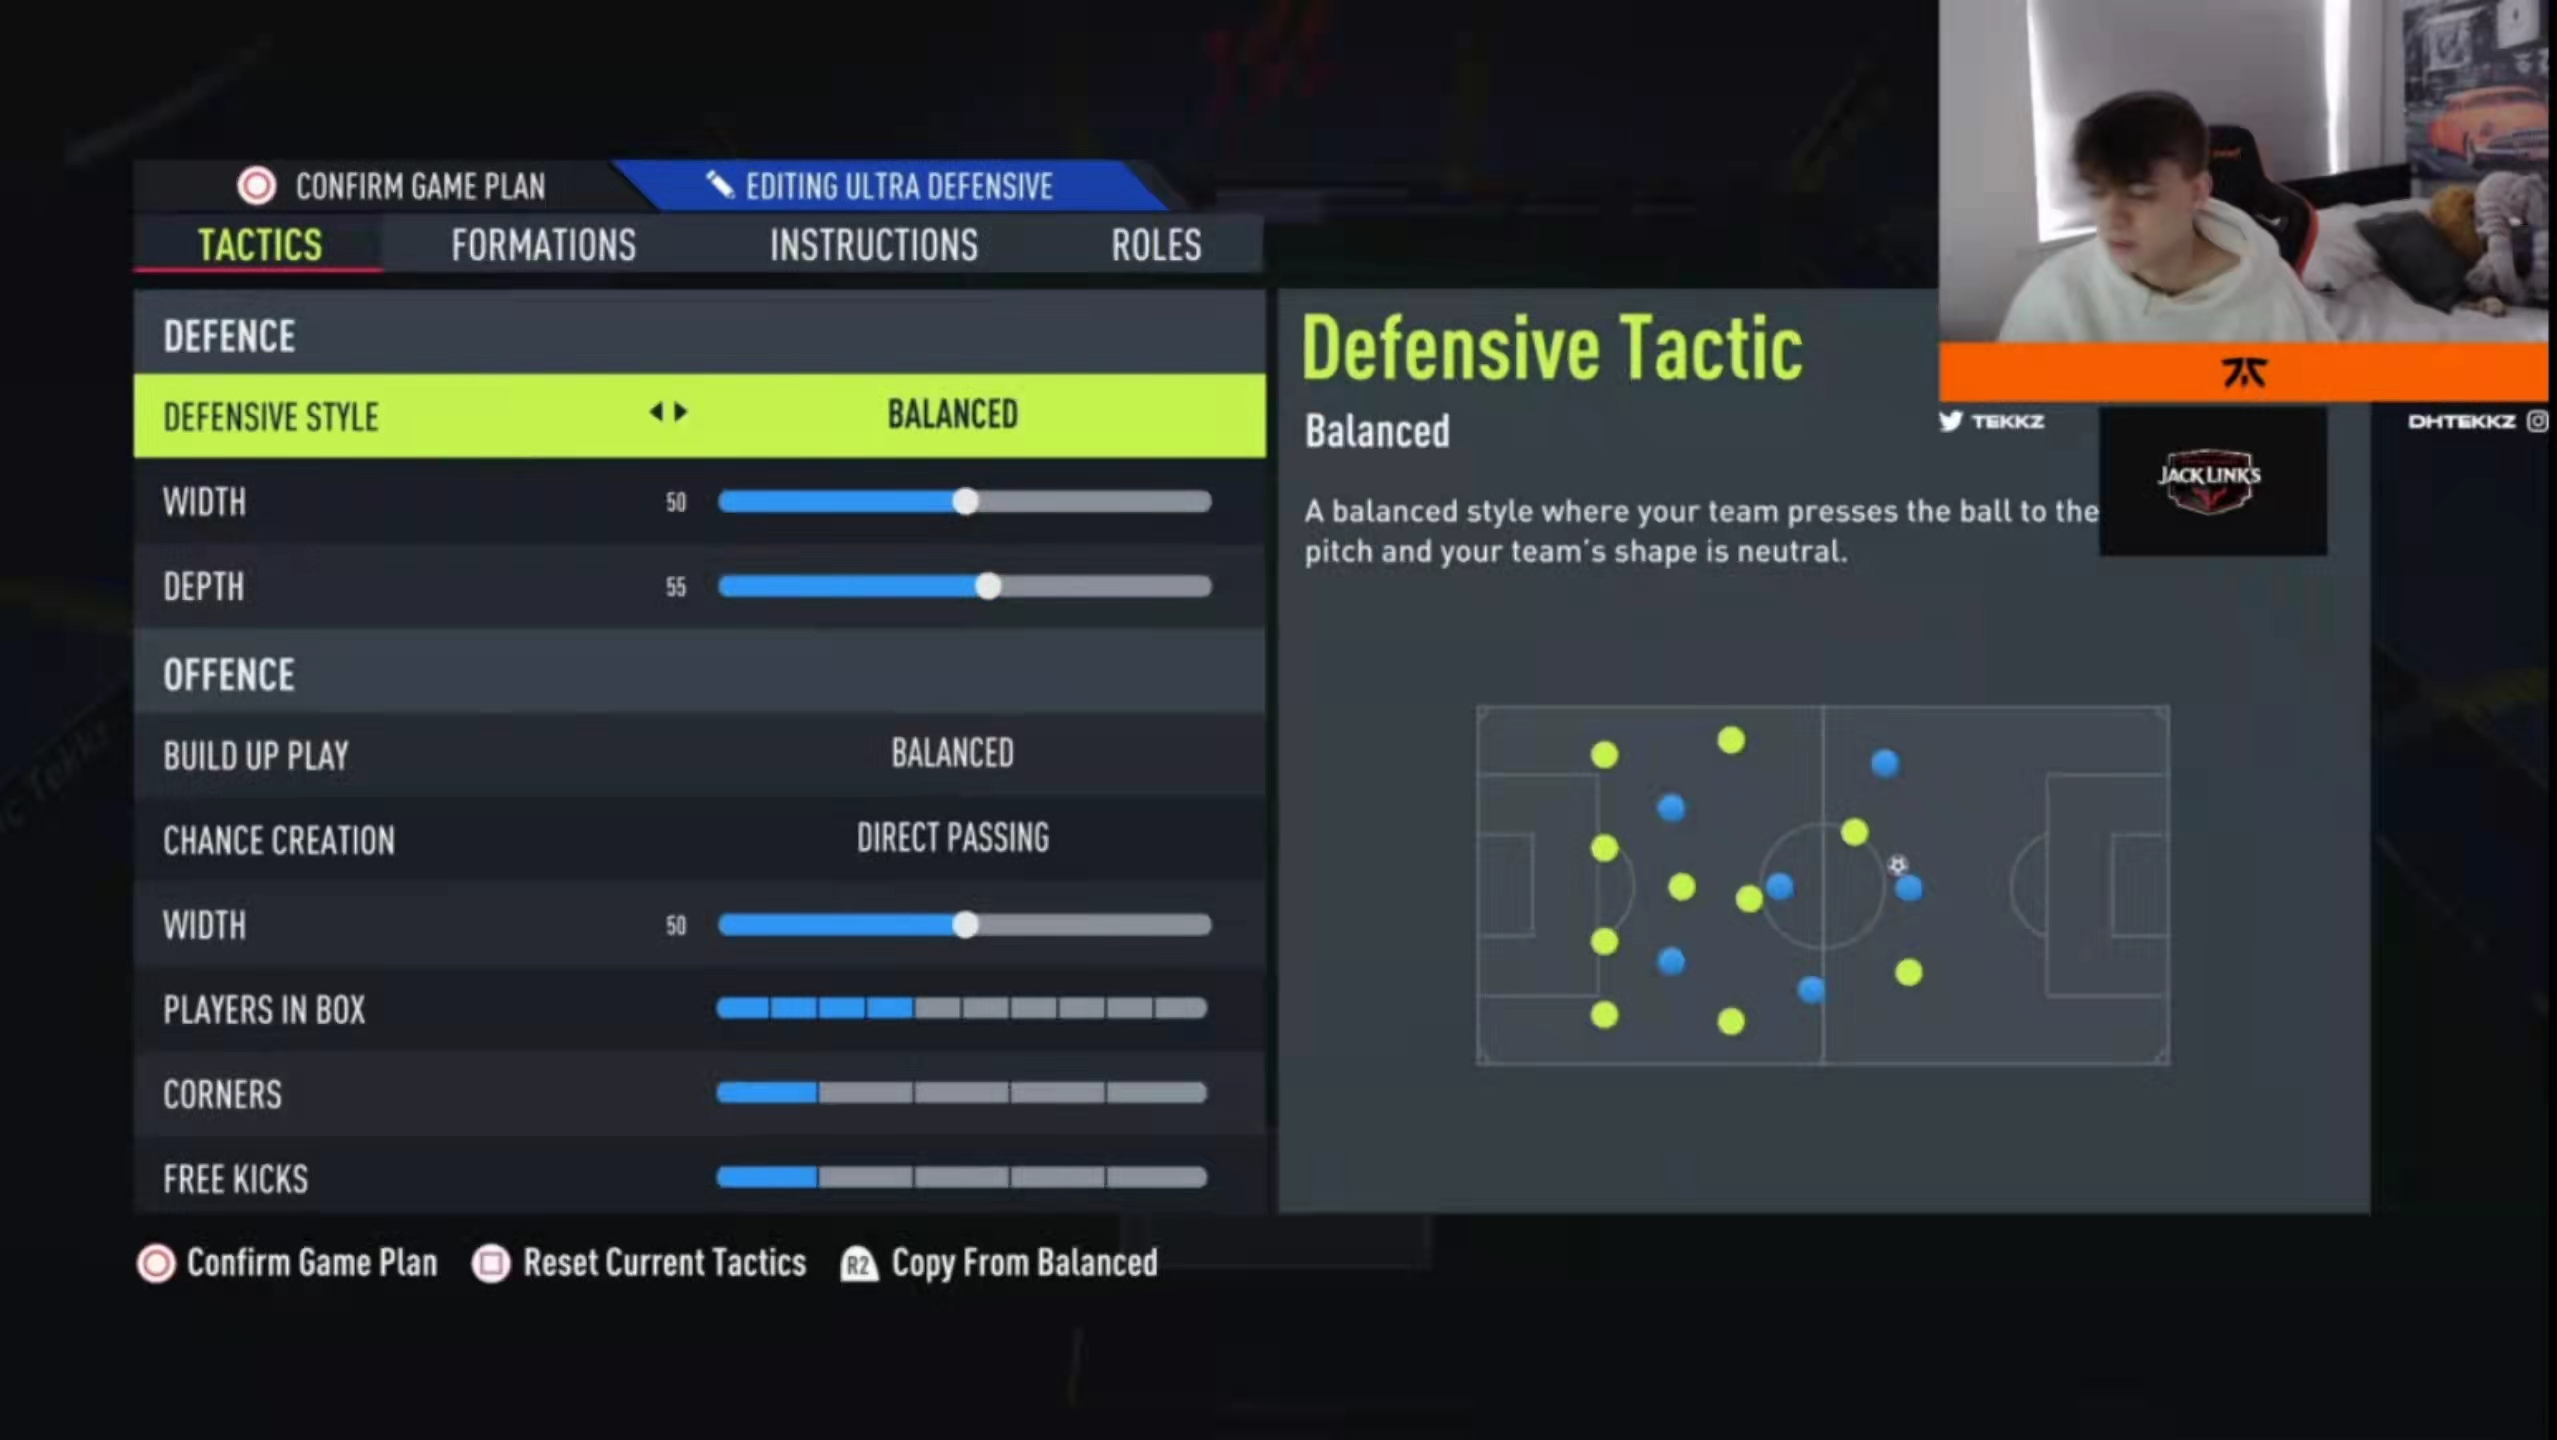 CONFIRM GAME PLAN
EDITING ULTRA DEFENSIVE
TACTICS
FORMATIONS
INSTRUCTIONS
ROLES
DEFENCE
DEFENSIVE STYLE
BALANCED
WIDTH
50
DEPTH
55
OFFENCE
BUILD UP PLAY
BALANCED
CHANCE CREATION
DIRECT PASSING
WIDTH
50
PLAYERS IN BOX
CORNERS
FREE KICKS
Defensive Tactic
Balanced
A balanced style where your team presses the ball to the
pitch and your team's shape is neutral.
TEKKZ
DHTEKKZ
JACK LINK'S
Confirm Game Plan
Reset Current Tactics
R2
Copy From Balanced